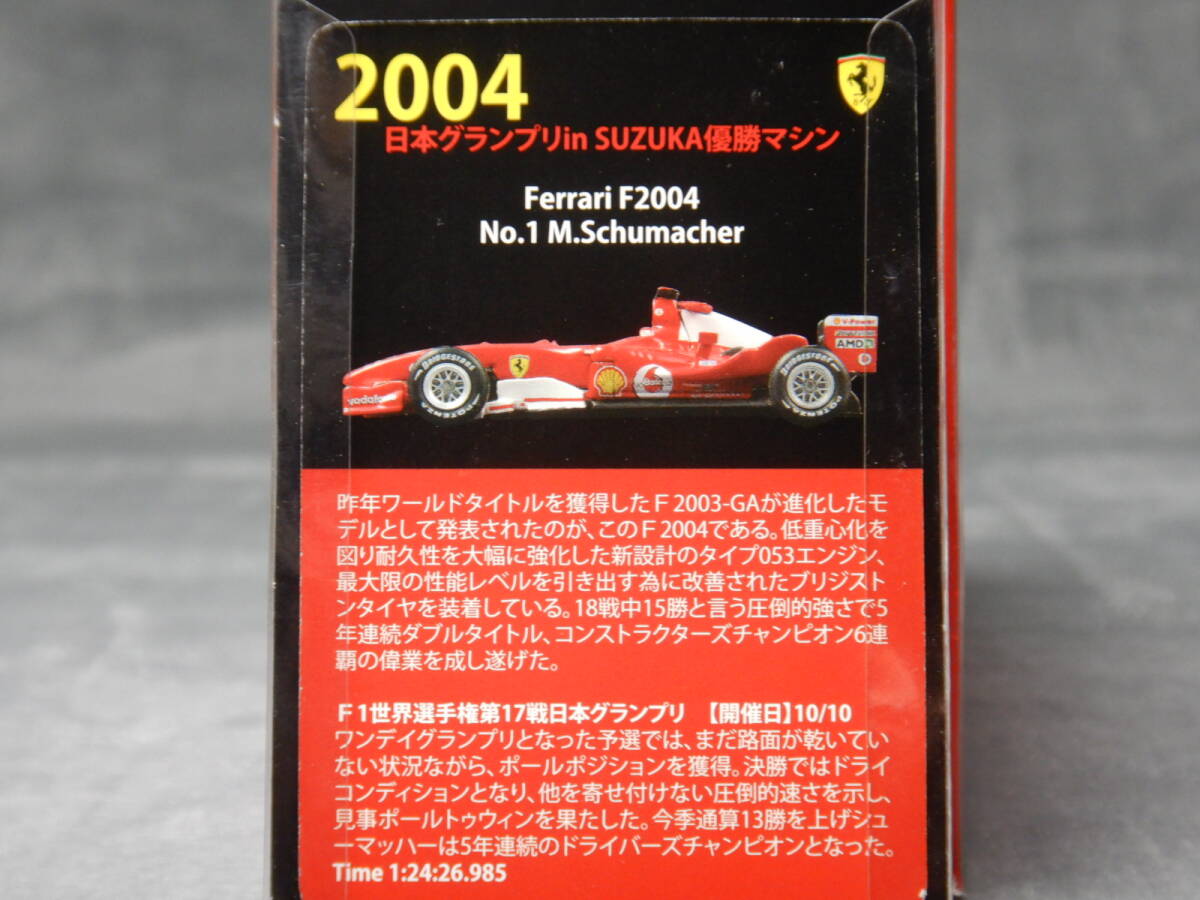 2004
日本グランプリin SUZUKA優勝マシン
Ferrari F2004
No.1 M.Schumacher
V-Power
AMD
BRIDGESTONE
POTENZA
vodafone
昨年ワールドタイトルを獲得したF2003-GAが進化したモ
デルとして発表されたのが、このF2004である。低重心化を
図り耐久性を大幅に強化した新設計のタイプ053エンジン、
最大限の性能レベルを引き出す為に改善されたブリジスト
ンタイヤを装着している。18戦中15勝と言う圧倒的強さで5
年連続ダブルタイトル、コンストラクターズチャンピオン6連
覇の偉業を成し遂げた。
F1世界選手権第17戦日本グランプリ 【開催日】10/10
ワンデイグランプリとなった予選では、まだ路面が乾いてい
ない状況ながら、ポールポジションを獲得。決勝ではドライ
コンディションとなり、他を寄せ付けない圧倒的速さを示し、
見事ポールトゥウィンを果たした。今季通算13勝を上げシュ
ーマッハーは5年連続のドライバーズチャンピオンとなった。
Time 1:24:26.985